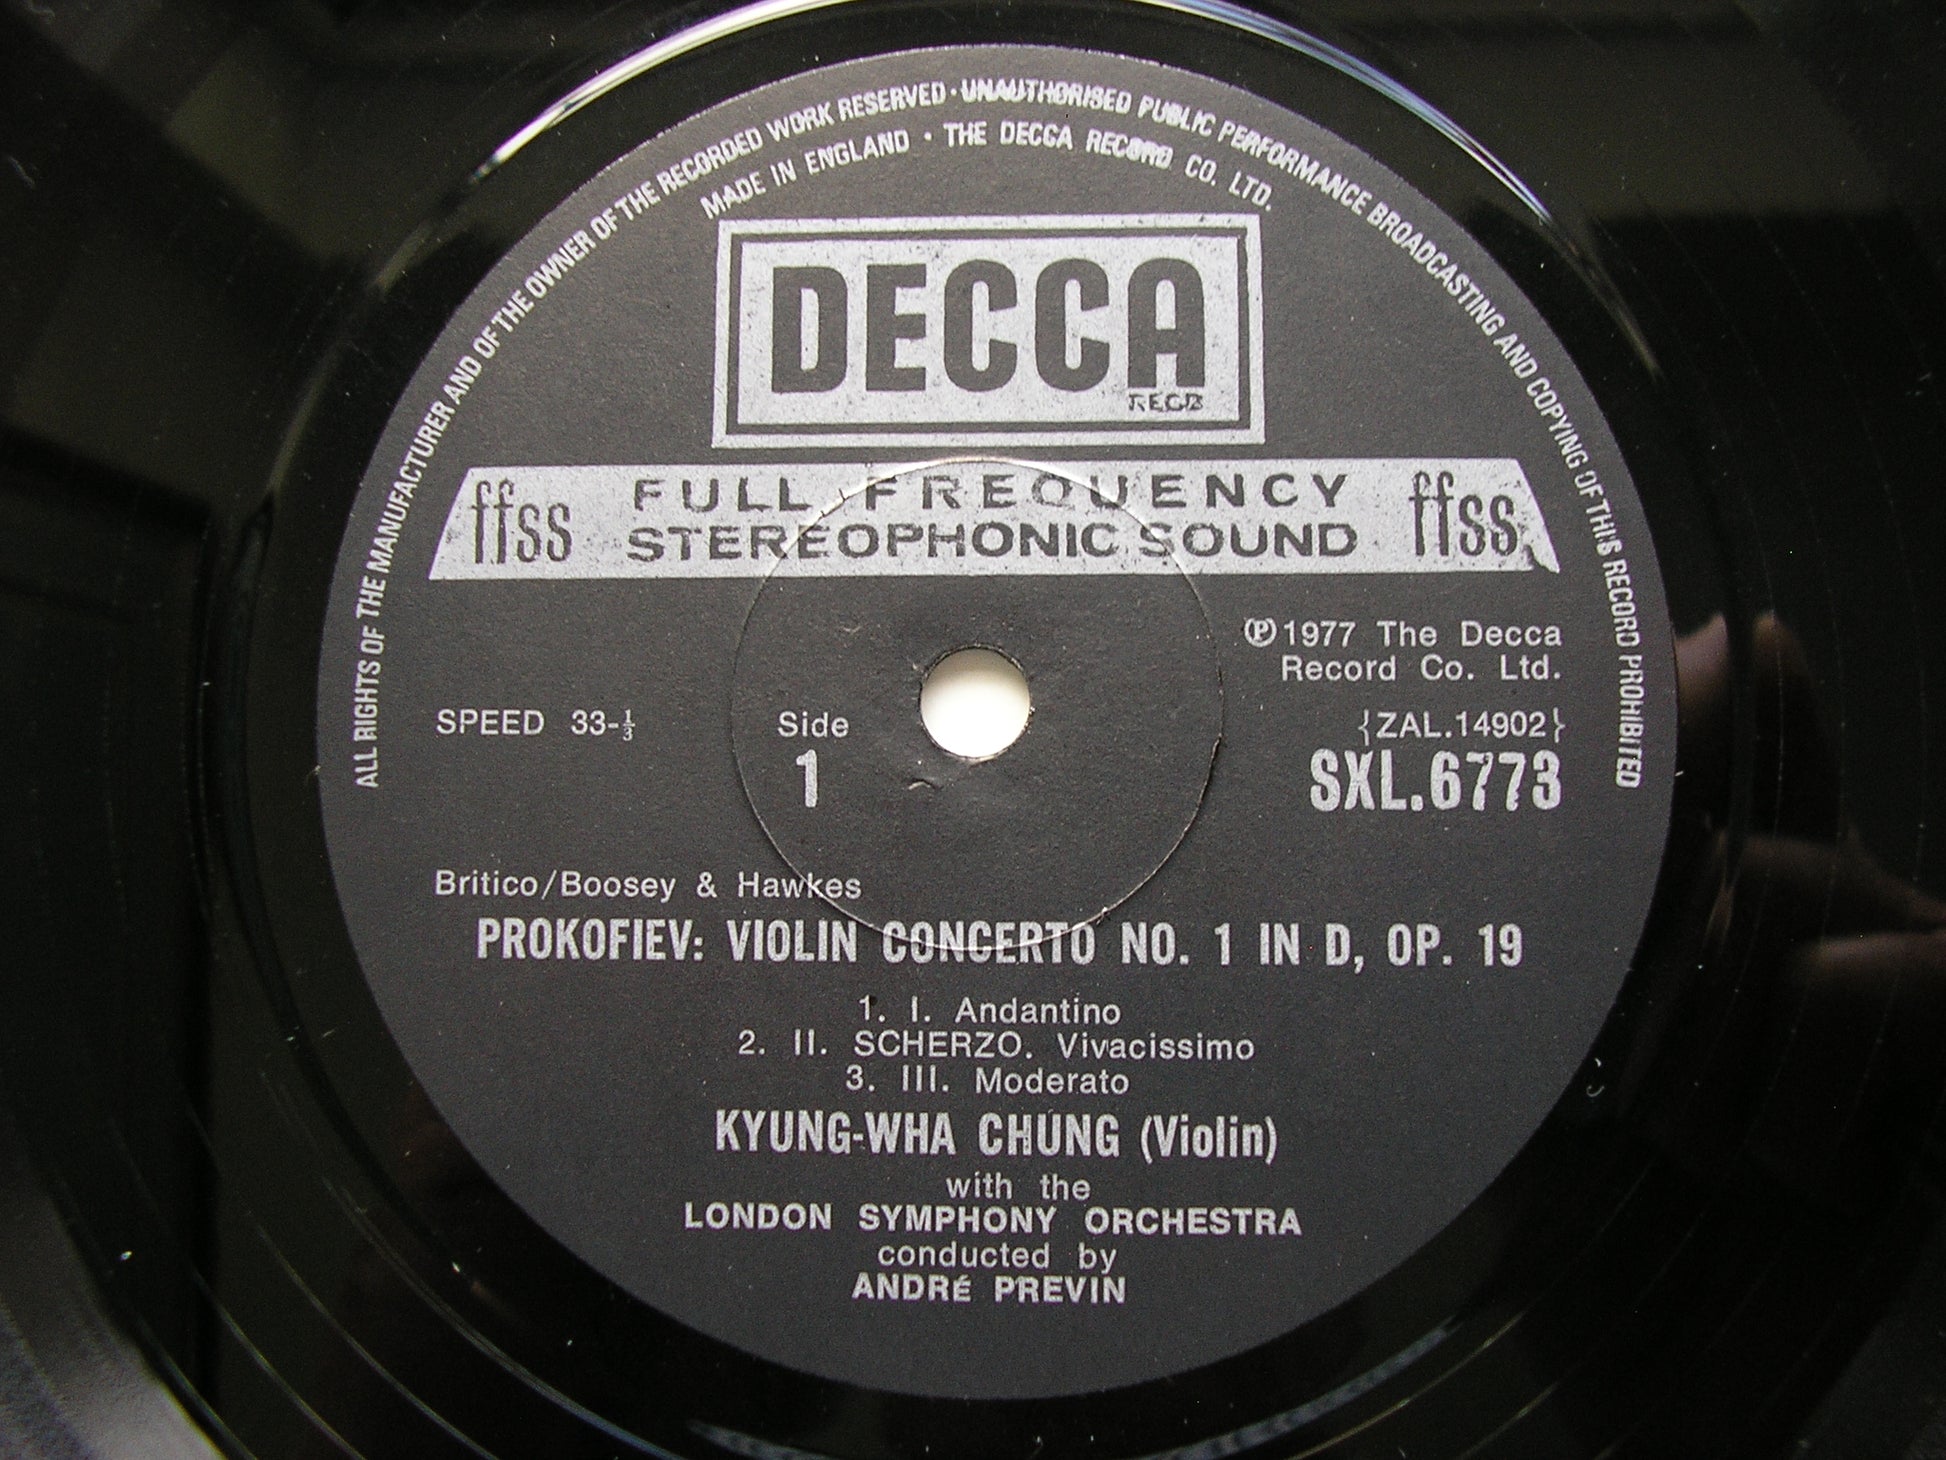 ALL RIGHTS OF THE MANUFACTURER AND OF THE OWNER OF THE RECORDED WORK RESERVED · UNAUTHORISED PUBLIC PERFORMANCE BROADCASTING AND COPYING OF THIS RECORD PROHIBITED
MADE IN ENGLAND · THE DECCA RECORD CO. LTD.
DECCA
REGD
ffss FULL FREQUENCY ffss
STEREOPHONIC SOUND
Ⓟ1977 The Decca
Record Co. Ltd.
SPEED 33-⅓ Side {ZAL.14902}
1 SXL.6773
Britico/Boosey & Hawkes
PROKOFIEV: VIOLIN CONCERTO NO. 1 IN D, OP. 19
1. I. Andantino
2. II. SCHERZO. Vivacissimo
3. III. Moderato
KYUNG-WHA CHUNG (Violin)
with the
LONDON SYMPHONY ORCHESTRA
conducted by
ANDRÉ PREVIN